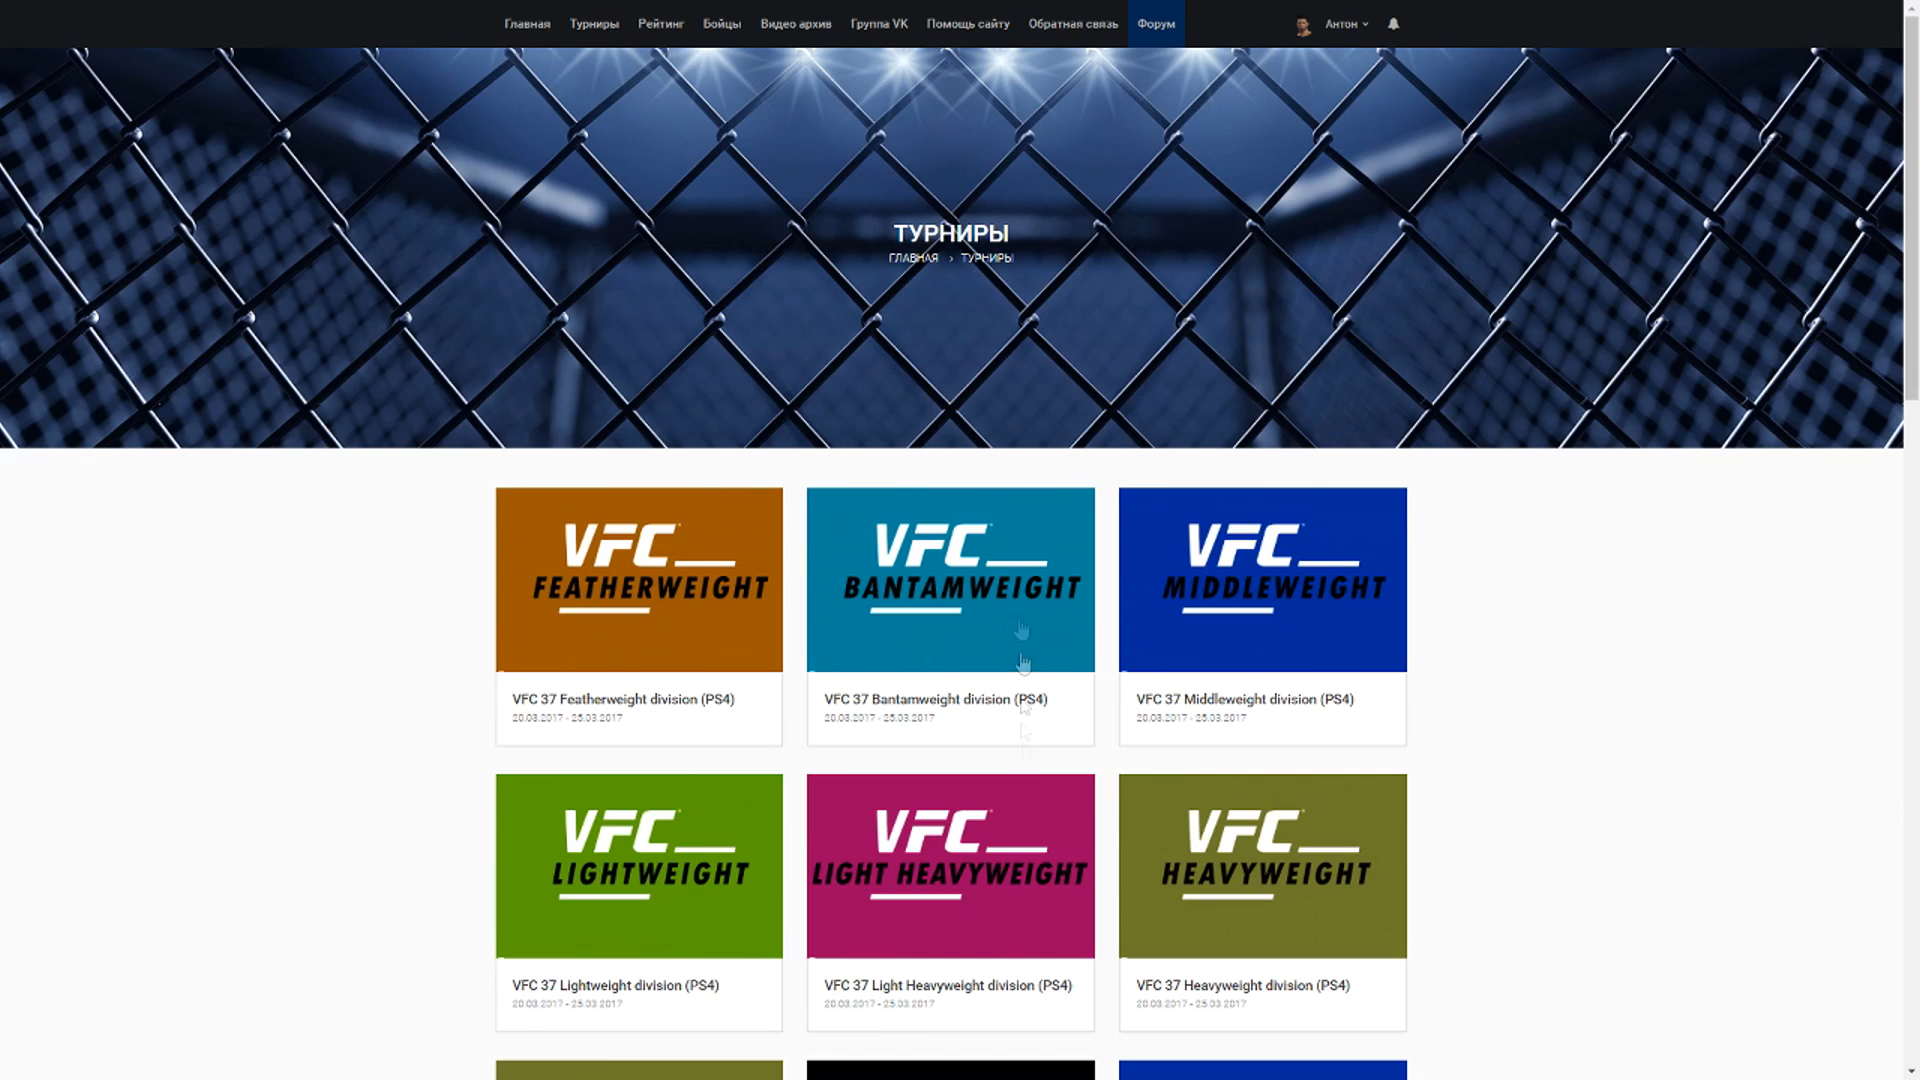 Главная Турниры Рейтинг Бойцы Видео архив Группа VK Помощь сайту Обратная связь Форум Антон
ТУРНИРЫ
ГЛАВНАЯ › ТУРНИРЫ
VFC
FEATHERWEIGHT
VFC 37 Featherweight division (PS4)
20.03.2017 - 25.03.2017
VFC
BANTAMWEIGHT
VFC 37 Bantamweight division (PS4)
20.03.2017 - 25.03.2017
VFC
MIDDLEWEIGHT
VFC 37 Middleweight division (PS4)
20.03.2017 - 25.03.2017
VFC
LIGHTWEIGHT
VFC 37 Lightweight division (PS4)
20.03.2017 - 25.03.2017
VFC
LIGHT HEAVYWEIGHT
VFC 37 Light Heavyweight division (PS4)
20.03.2017 - 25.03.2017
VFC
HEAVYWEIGHT
VFC 37 Heavyweight division (PS4)
20.03.2017 - 25.03.2017